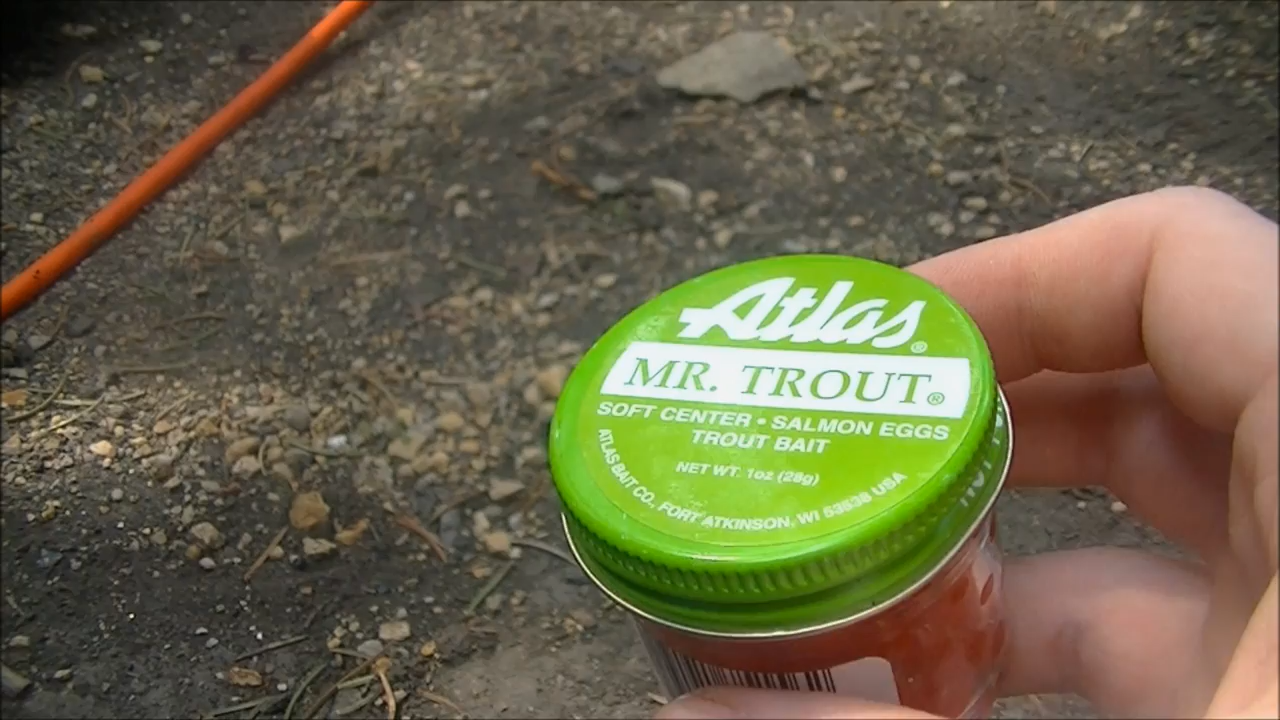 Atlas®
MR. TROUT®
SOFT CENTER • SALMON EGGS
TROUT BAIT
NET WT. 1oz (28g)
ATLAS BAIT CO., FORT ATKINSON, WI 53538 USA